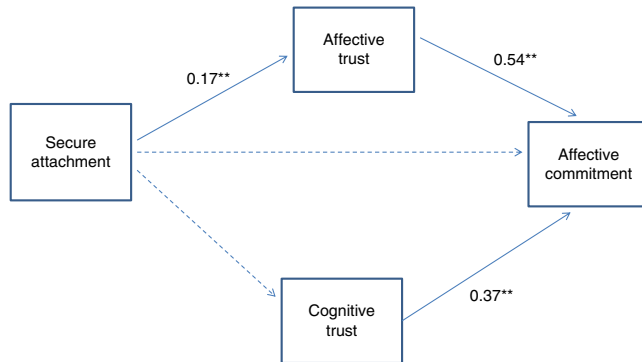 Affective
trust
0.17**
0.54**
Secure
attachment
Affective
commitment
Cognitive
trust
0.37**